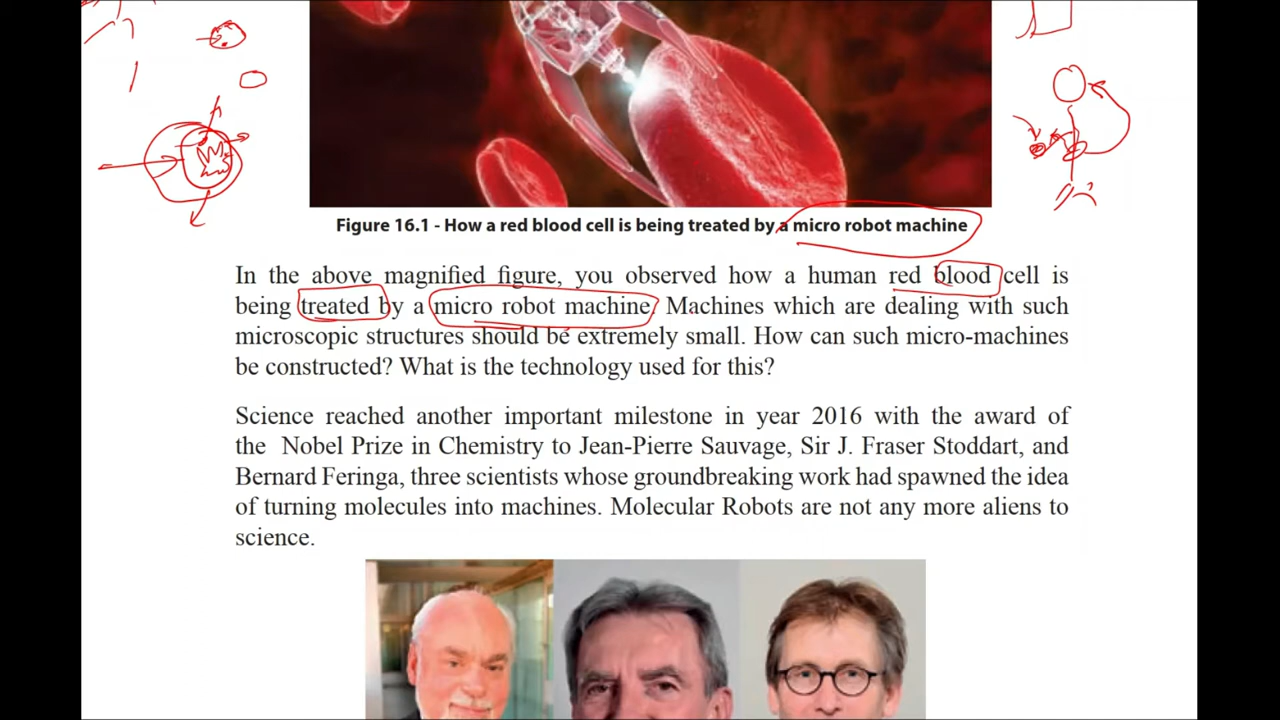 Figure 16.1 - How a red blood cell is being treated by a micro robot machine
In the above magnified figure, you observed how a human red blood cell is
being treated by a micro robot machine. Machines which are dealing with such
microscopic structures should be extremely small. How can such micro-machines
be constructed? What is the technology used for this?
Science reached another important milestone in year 2016 with the award of
the Nobel Prize in Chemistry to Jean-Pierre Sauvage, Sir J. Fraser Stoddart, and
Bernard Feringa, three scientists whose groundbreaking work had spawned the idea
of turning molecules into machines. Molecular Robots are not any more aliens to
science.